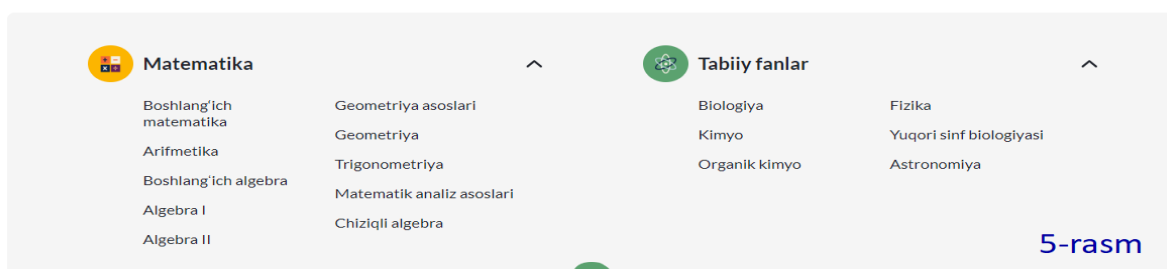 Matematika
Boshlang‘ich
matematika
Arifmetika
Boshlang‘ich algebra
Algebra I
Algebra II
Geometriya asoslari
Geometriya
Trigonometriya
Matematik analiz asoslari
Chiziqli algebra
Tabiiy fanlar
Biologiya
Kimyo
Organik kimyo
Fizika
Yuqori sinf biologiyasi
Astronomiya
5-rasm